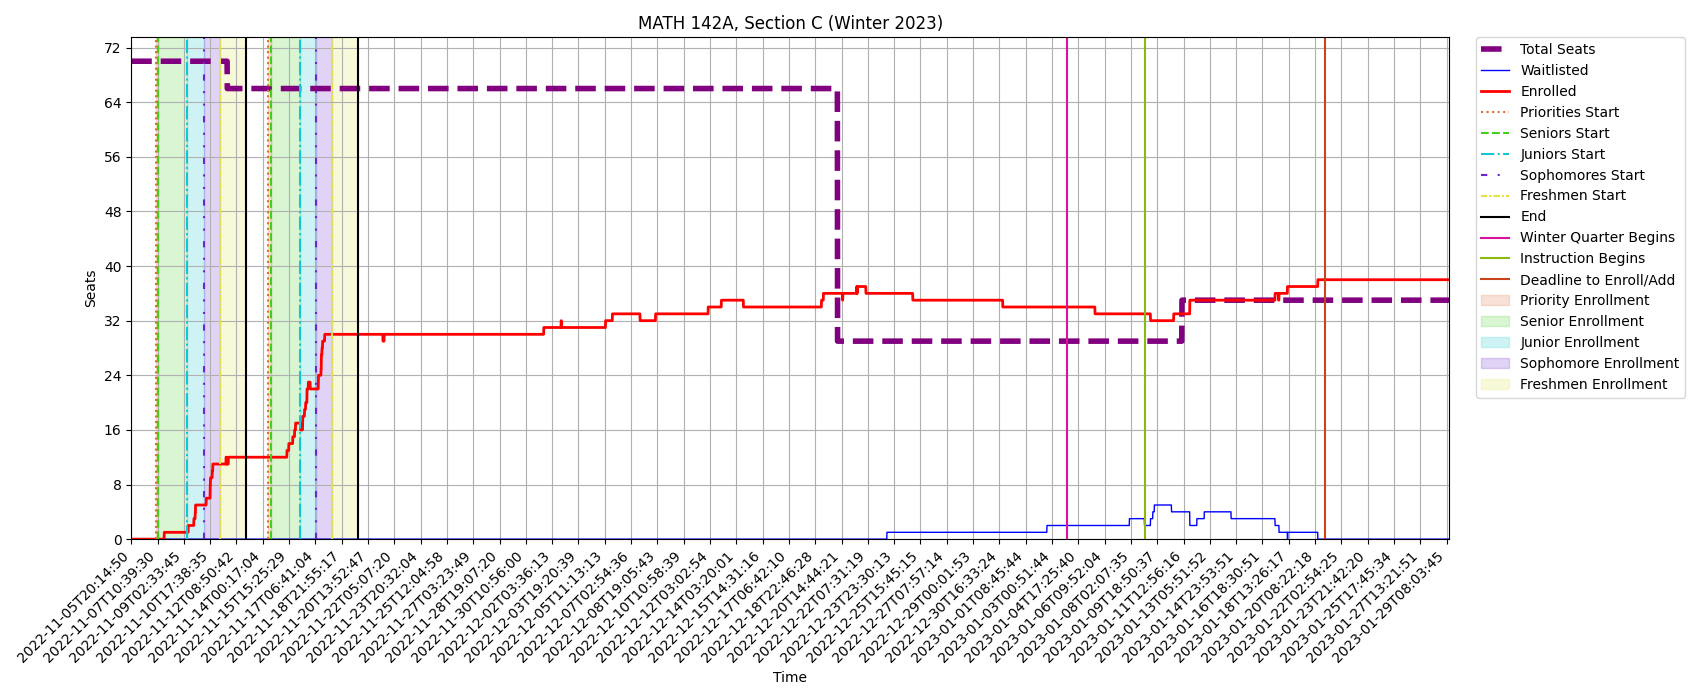 MATH 142A, Section C (Winter 2023)
72
64
56
48
40
32
24
16
8
0
Seats
2022-11-05T20:14:50
2022-11-07T10:39:30
2022-11-09T02:33:45
2022-11-10T17:38:35
2022-11-12T08:50:42
2022-11-14T00:17:04
2022-11-15T15:25:29
2022-11-17T06:41:04
2022-11-18T21:55:17
2022-11-20T13:52:47
2022-11-22T05:07:20
2022-11-23T20:32:04
2022-11-25T12:04:58
2022-11-27T03:23:49
2022-11-28T19:07:20
2022-11-30T10:56:00
2022-12-02T03:36:13
2022-12-03T19:20:39
2022-12-05T11:13:13
2022-12-07T02:54:36
2022-12-08T19:05:43
2022-12-10T10:58:39
2022-12-12T03:02:54
2022-12-14T03:20:01
2022-12-15T14:31:16
2022-12-17T06:42:10
2022-12-18T22:46:28
2022-12-20T14:44:21
2022-12-22T07:31:19
2022-12-23T23:30:13
2022-12-25T15:45:15
2022-12-27T07:57:14
2022-12-29T00:01:53
2022-12-30T16:33:24
2023-01-01T08:45:44
2023-01-03T00:51:44
2023-01-04T17:25:40
2023-01-06T09:52:04
2023-01-08T02:07:35
2023-01-09T18:50:37
2023-01-11T12:56:16
2023-01-13T05:51:52
2023-01-14T23:53:51
2023-01-16T18:30:51
2023-01-18T13:26:17
2023-01-20T08:22:18
2023-01-22T02:54:25
2023-01-23T21:42:20
2023-01-25T17:45:34
2023-01-27T13:21:51
2023-01-29T08:03:45
Time
Total Seats
Waitlisted
Enrolled
Priorities Start
Seniors Start
Juniors Start
Sophomores Start
Freshmen Start
End
Winter Quarter Begins
Instruction Begins
Deadline to Enroll/Add
Priority Enrollment
Senior Enrollment
Junior Enrollment
Sophomore Enrollment
Freshmen Enrollment